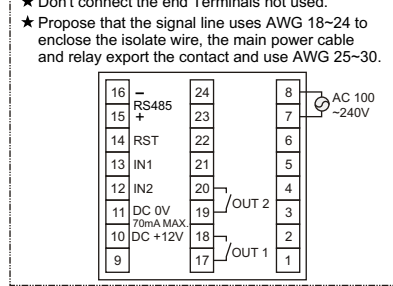 ★ Don't connect the end Terminals not used.
★ Propose that the signal line uses AWG 18~24 to
enclose the isolate wire, the main power cable
and relay export the contact and use AWG 25~30.
16 – 24 8
RS485 AC 100
15 + 23 7 ~240V
14 RST 22 6
13 IN1 21 5
12 IN2 20 4
OUT 2
11 DC 0V 19 3
70mA MAX.
10 DC +12V 18 2
OUT 1
9 17 1